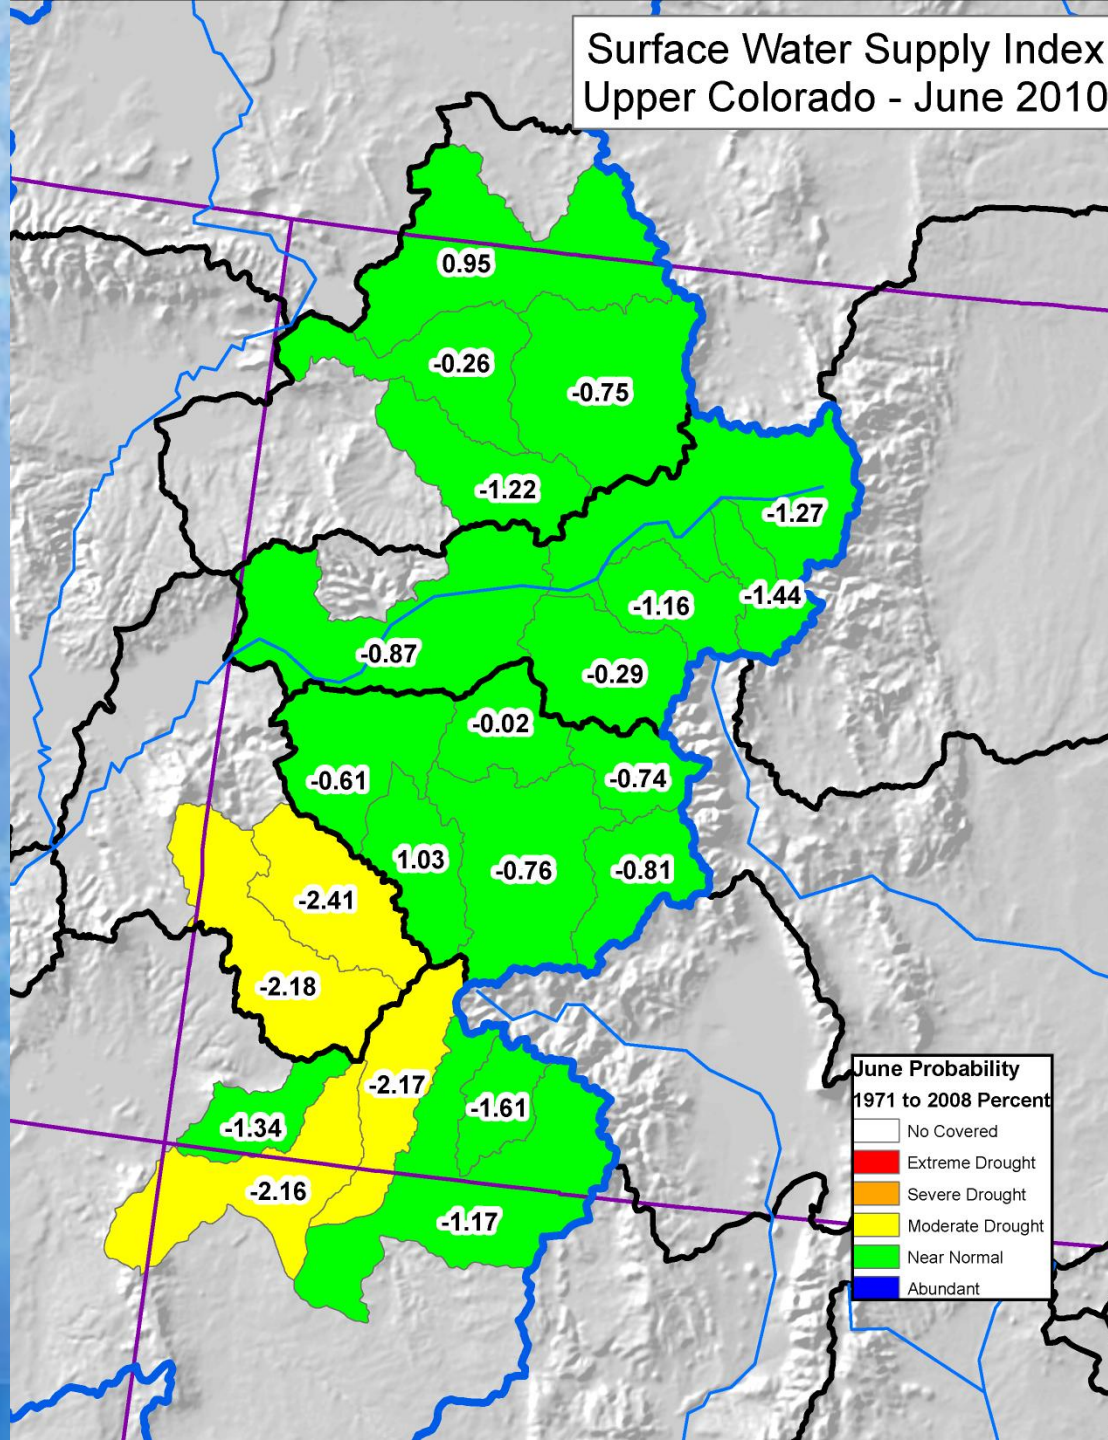 Surface Water Supply Index
Upper Colorado - June 2010
0.95
-0.26
-0.75
-1.22
-1.27
-1.44
-1.16
-0.87
-0.29
-0.02
-0.61
-0.74
1.03
-0.76
-0.81
-2.41
-2.18
-2.17
-1.61
-1.34
-2.16
-1.17
June Probability
1971 to 2008 Percent
No Covered
Extreme Drought
Severe Drought
Moderate Drought
Near Normal
Abundant